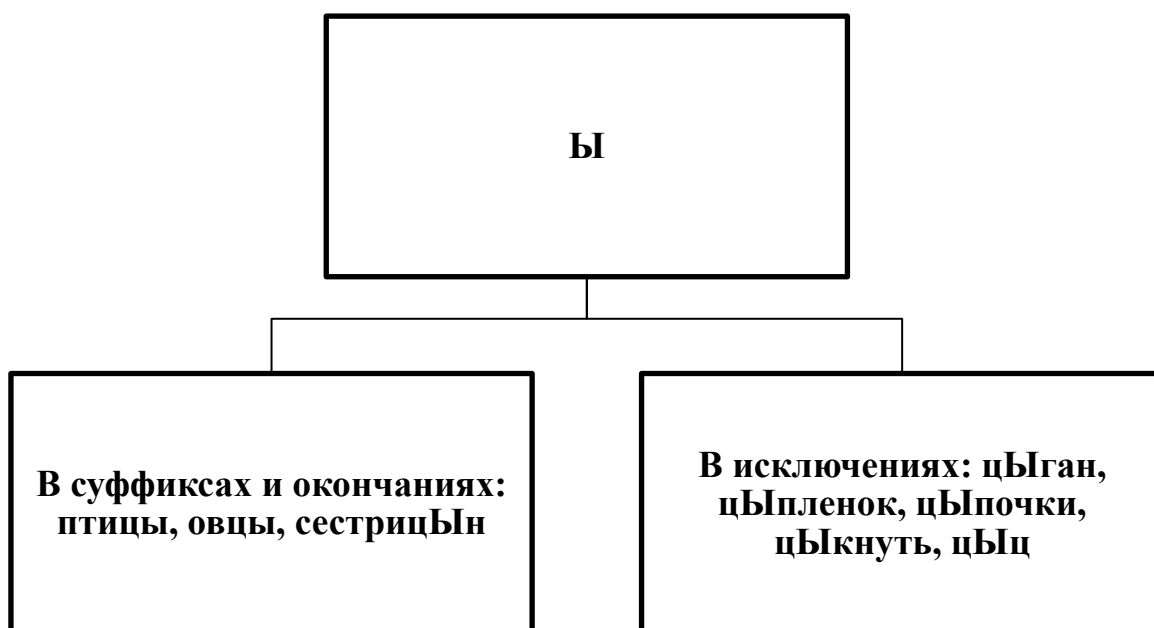 Ы
В суффиксах и окончаниях:
птицы, овцы, сестрицЫн
В исключениях: цЫган,
цЫпленок, цЫпочки,
цЫкнуть, цЫц